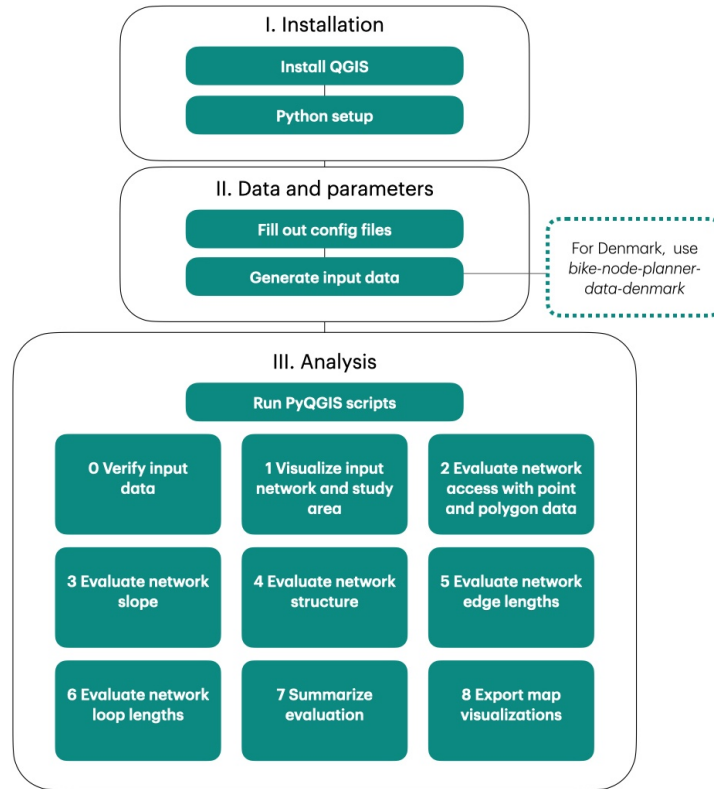 I. Installation
Install QGIS
Python setup
II. Data and parameters
Fill out config files
Generate input data
For Denmark, use
bike-node-planner-
data-denmark
III. Analysis
Run PyQGIS scripts
0 Verify input
data
1 Visualize input
network and study
area
2 Evaluate network
access with point
and polygon data
3 Evaluate network
slope
4 Evaluate network
structure
5 Evaluate network
edge lengths
6 Evaluate network
loop lengths
7 Summarize
evaluation
8 Export map
visualizations